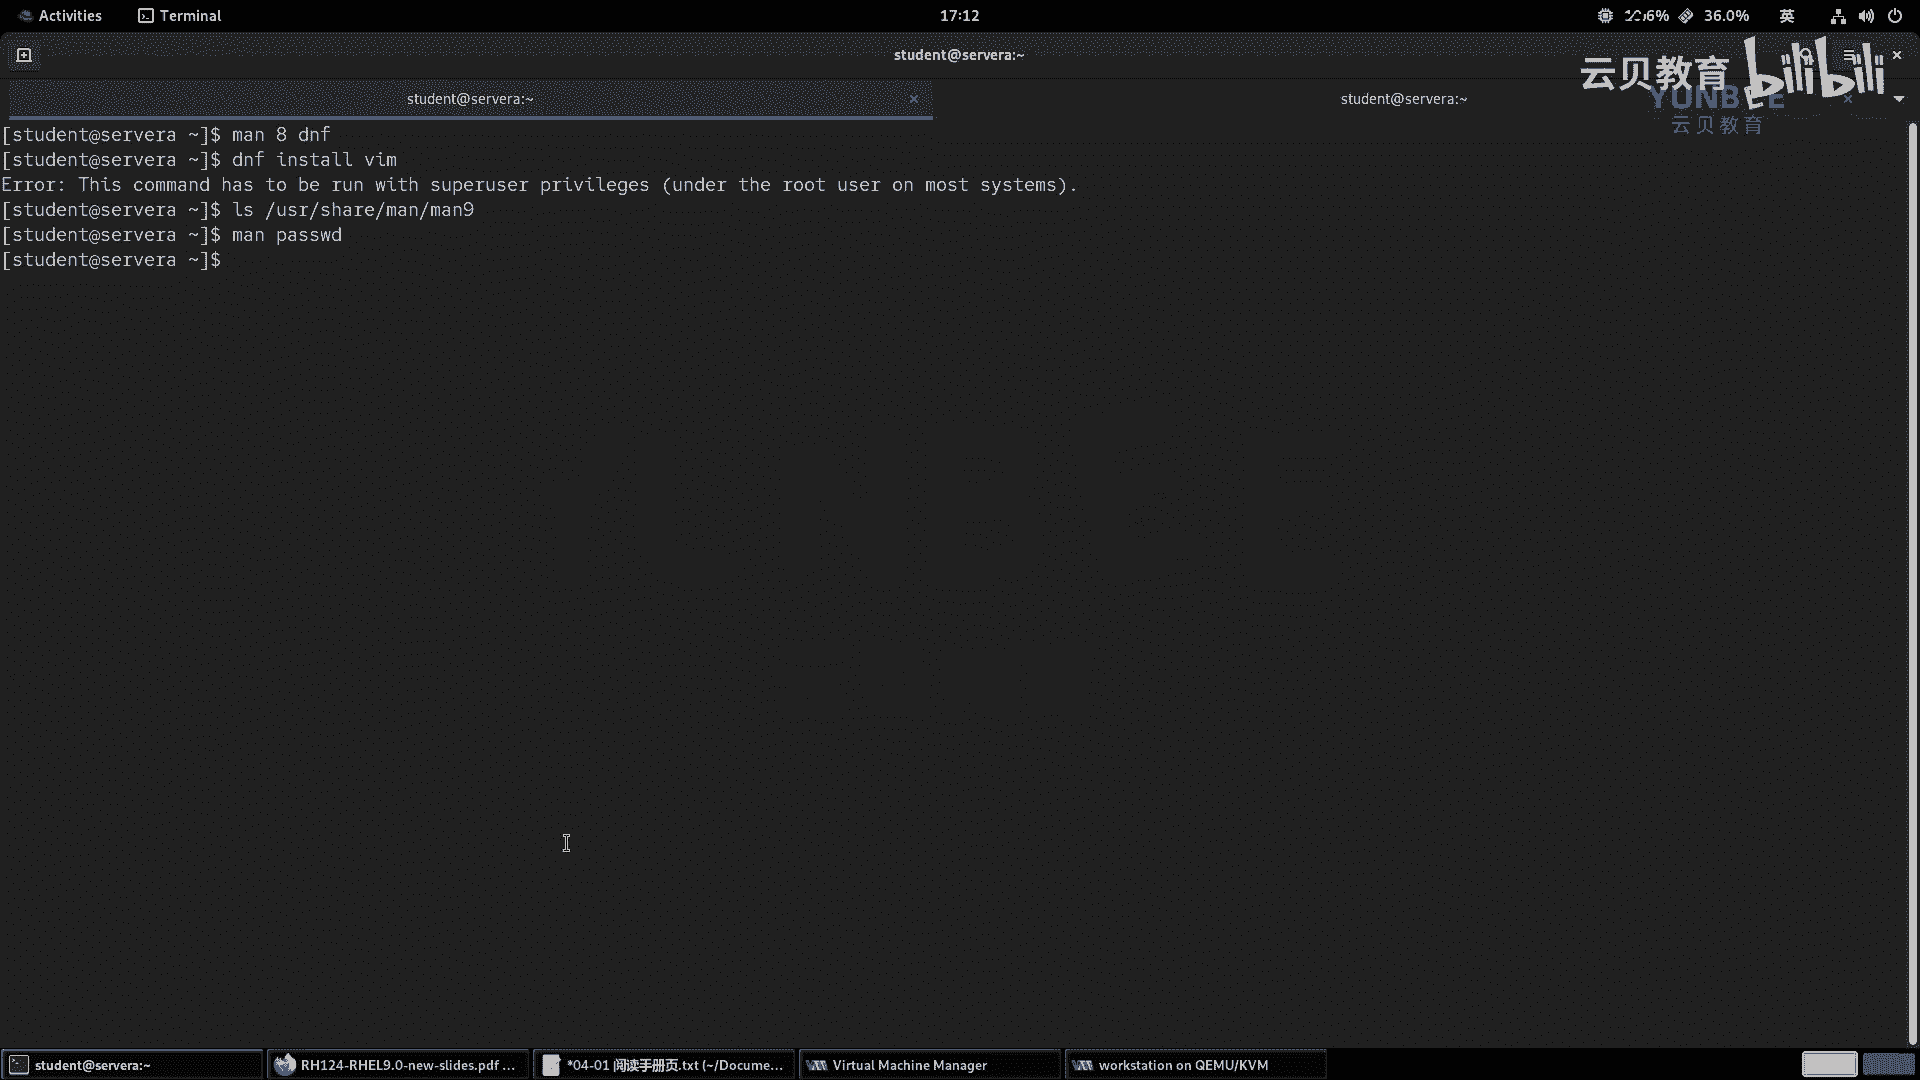 Activities
Terminal
17:12
6%
36.0%
英
student@servera:~
云贝教育
bilibili
student@servera:~
student@servera:~
云贝教育
[student@servera ~]$ man 8 dnf
[student@servera ~]$ dnf install vim
Error: This command has to be run with superuser privileges (under the root user on most systems).
[student@servera ~]$ ls /usr/share/man/man9
[student@servera ~]$ man passwd
[student@servera ~]$
student@servera:~
RH124-RHEL9.0-new-slides.pdf ...
*04-01 阅读手册页.txt (~/Docume...
Virtual Machine Manager
workstation on QEMU/KVM